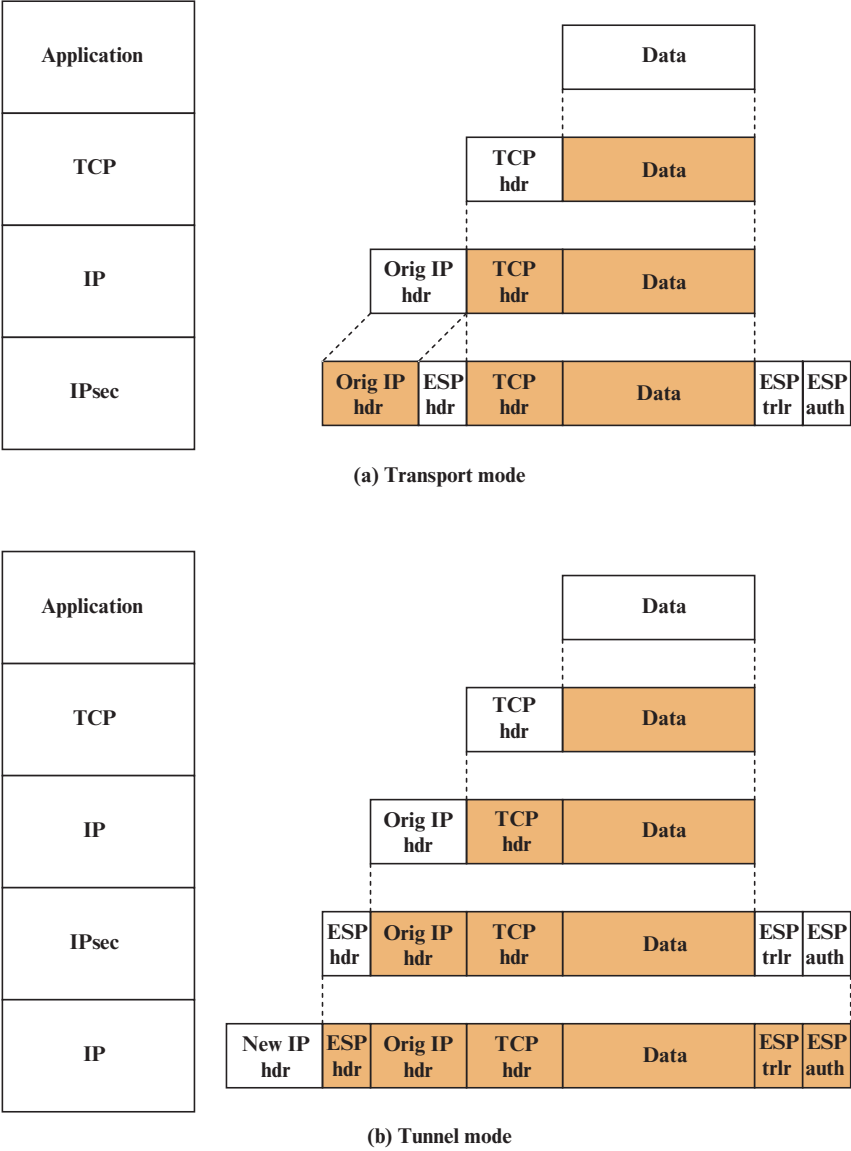 Application
Data
TCP
TCP
hdr
Data
IP
Orig IP
hdr
TCP
hdr
Data
IPsec
Orig IP
hdr
ESP
hdr
TCP
hdr
Data
ESP
trlr
ESP
auth
(a) Transport mode
Application
Data
TCP
TCP
hdr
Data
IP
Orig IP
hdr
TCP
hdr
Data
IPsec
ESP
hdr
Orig IP
hdr
TCP
hdr
Data
ESP
trlr
ESP
auth
IP
New IP
hdr
ESP
hdr
Orig IP
hdr
TCP
hdr
Data
ESP
trlr
ESP
auth
(b) Tunnel mode